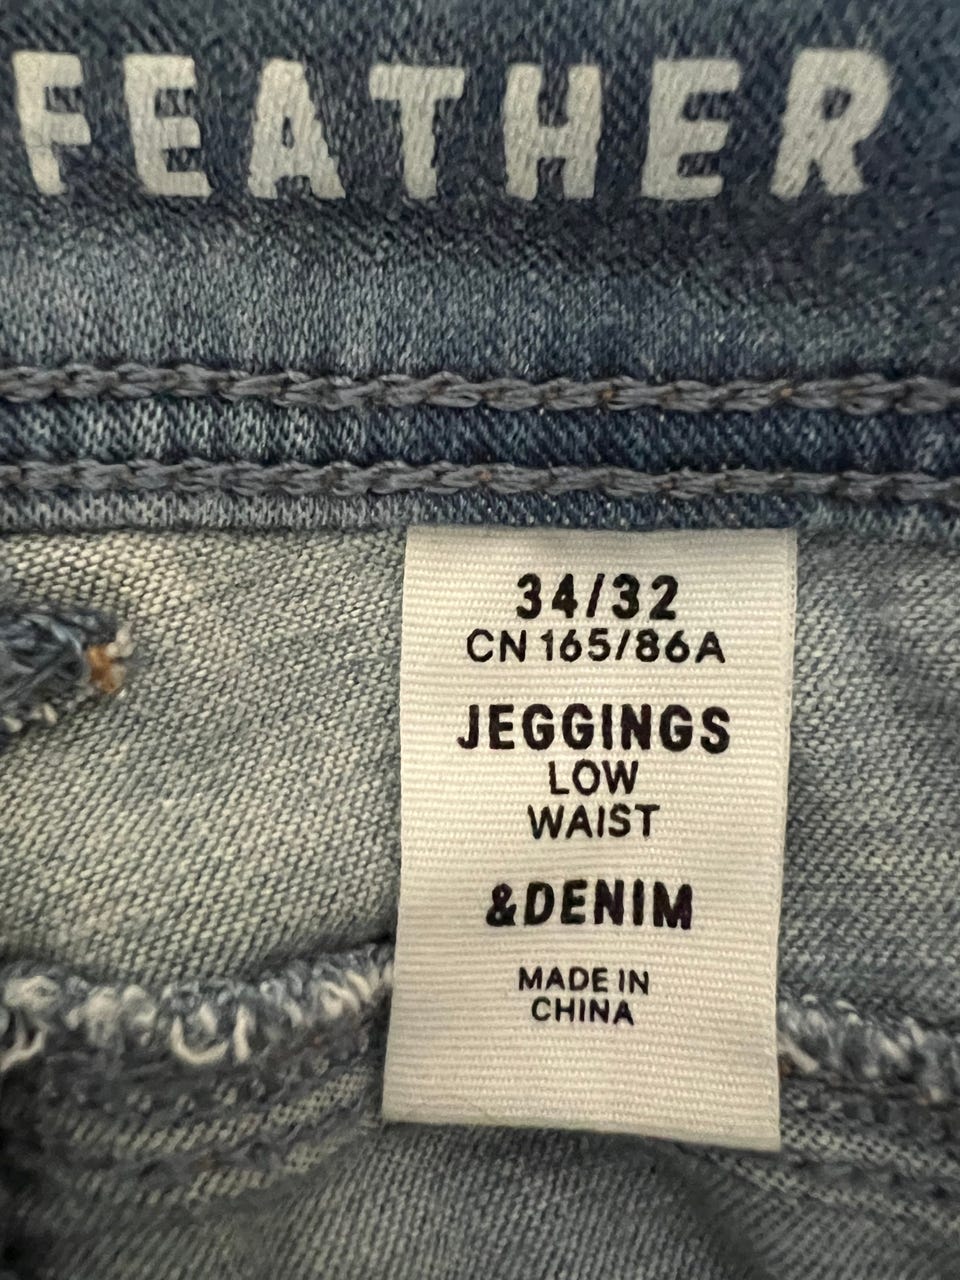 FEATHER
34/32
CN 165/86A
JEGGINGS
LOW
WAIST
&DENIM
MADE IN
CHINA